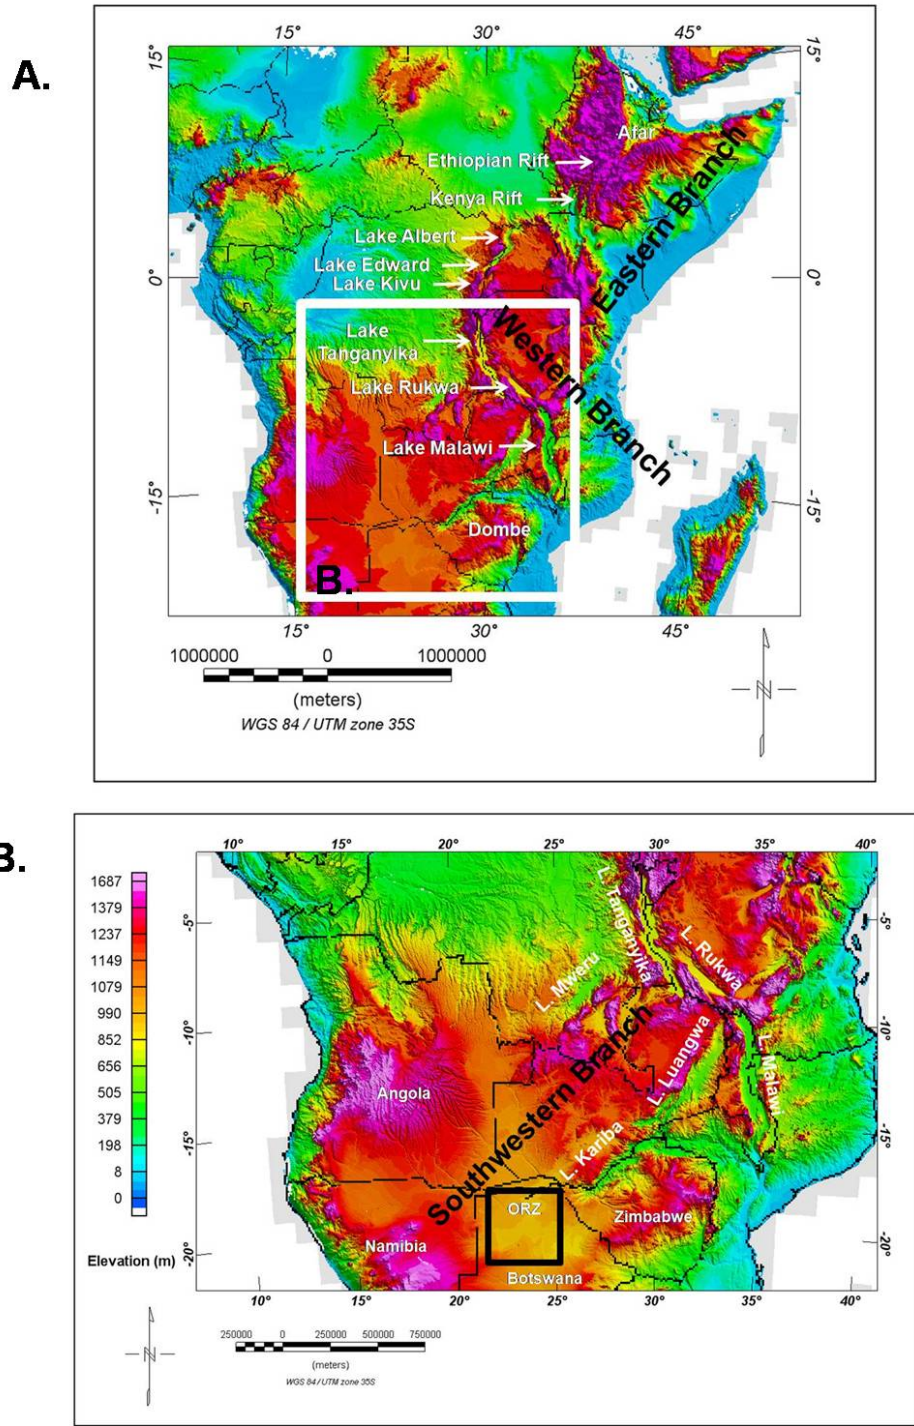 A.
15°
30°
45°
15°
15°
Afar
Ethiopian Rift
Eastern Branch
Kenya Rift
Lake Albert
Lake Edward
0°
0°
Lake Kivu
Western Branch
Lake
Tanganyika
Lake Rukwa
Lake Malawi
-15°
-15°
Dombe
B.
15°
30°
45°
1000000 0 1000000
(meters)
WGS 84 / UTM zone 35S
N
B.
10° 15° 20° 25° 30° 35° 40°
1687
1379
1237
1149
1079
990
852
656
505
379
198
8
0
Elevation (m)
-5°
-5°
L. Tanganyika
L. Rukwa
L. Mweru
-10°
-10°
Southwestern Branch
L. Luangwa
L. Malawi
Angola
-15°
-15°
L. Kariba
ORZ
Zimbabwe
Namibia
-20°
-20°
Botswana
10° 15° 20° 25° 30° 35° 40°
250000 0 250000 500000 750000
(meters)
WGS 84 / UTM zone 35S
N